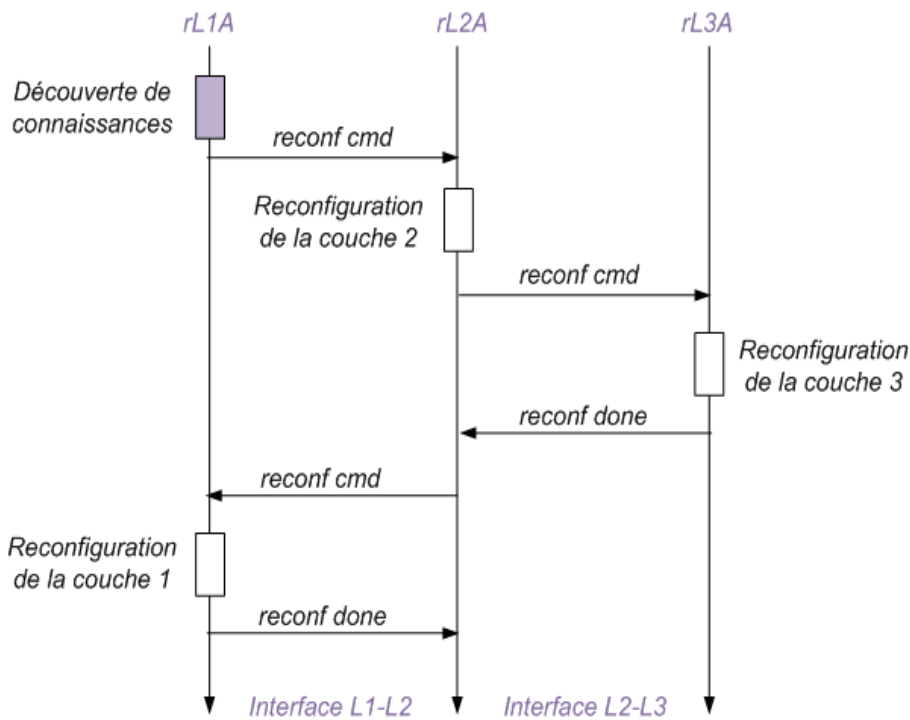 rL1A
rL2A
rL3A
Découverte de
connaissances
reconf cmd
Reconfiguration
de la couche 2
reconf cmd
Reconfiguration
de la couche 3
reconf done
reconf cmd
Reconfiguration
de la couche 1
reconf done
Interface L1-L2
Interface L2-L3